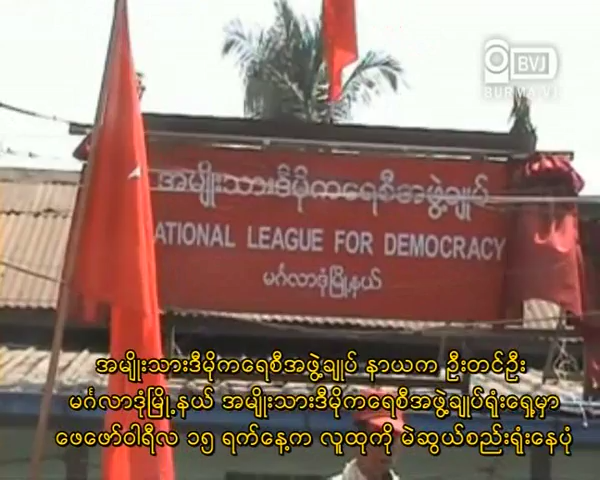 BVJ
BURMA VJ
အမျိုးသားဒီမိုကရေစီအဖွဲ့ချုပ်
ATIONAL LEAGUE FOR DEMOCRACY
မင်္ဂလာဒုံမြို့နယ်
အမျိုးသားဒီမိုကရေစီအဖွဲ့ချုပ် နာယက ဦးတင်ဦး
မင်္ဂလာဒုံမြို့နယ် အမျိုးသားဒီမိုကရေစီအဖွဲ့ချုပ်ရုံးရှေ့မှာ
ဖေဖော်ဝါရီလ ၁၅ ရက်နေ့က လူထုကို မဲဆွယ်စည်းရုံးနေပုံ